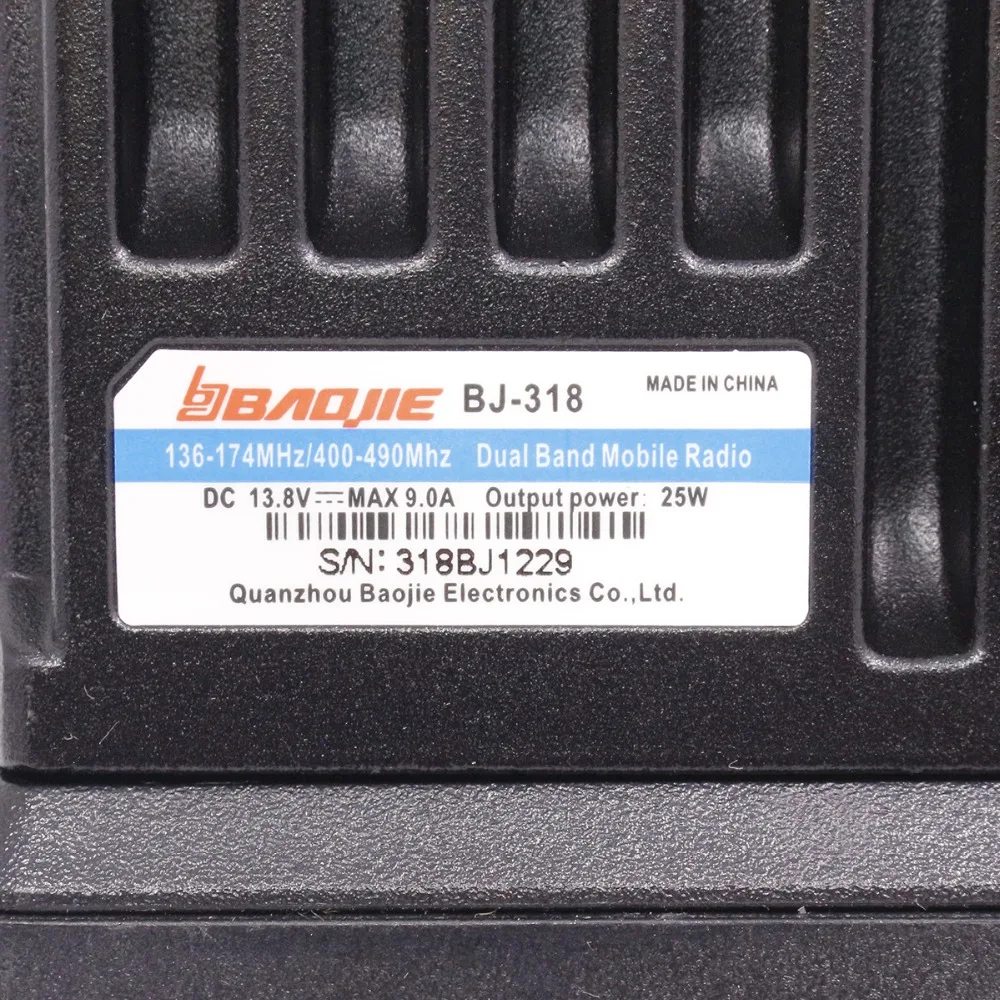 BAOJIE BJ-318 MADE IN CHINA
136-174MHz/400-490Mhz Dual Band Mobile Radio
DC 13.8V⎓MAX 9.0A Output power: 25W
S/N: 318BJ1229
Quanzhou Baojie Electronics Co.,Ltd.